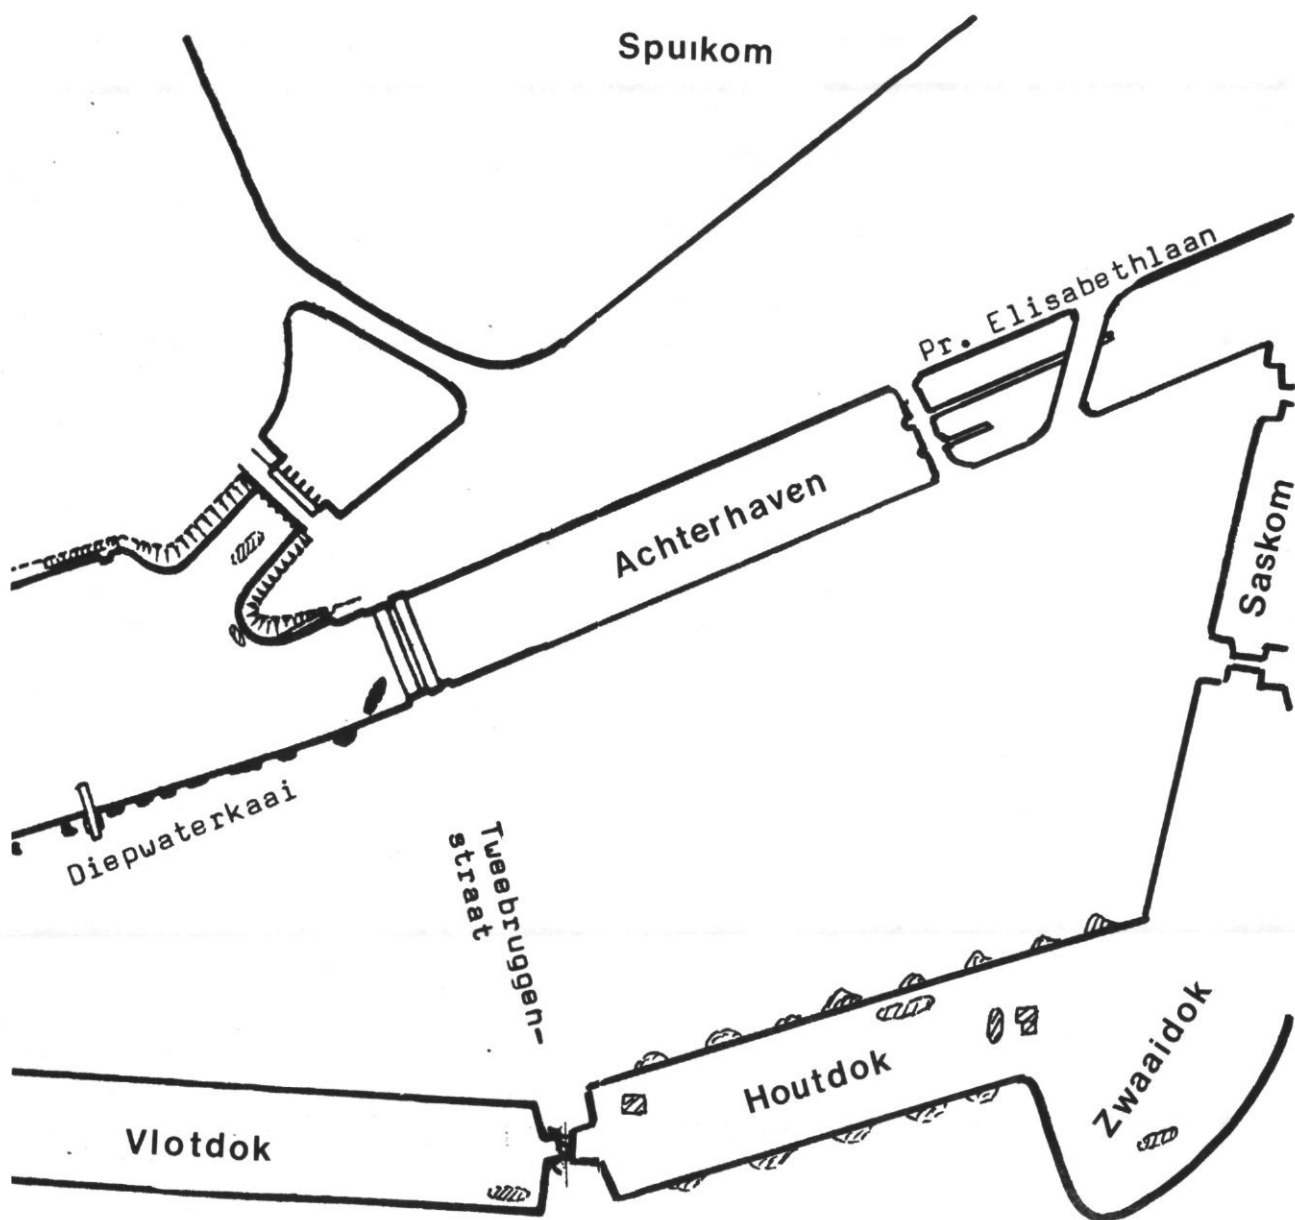 Spuikom
Pr. Elisabethlaan
Achterhaven
Saskom
Diepwaterkaai
Tweebruggen-
straat
Houtdok
Zwaaidok
Vlotdok